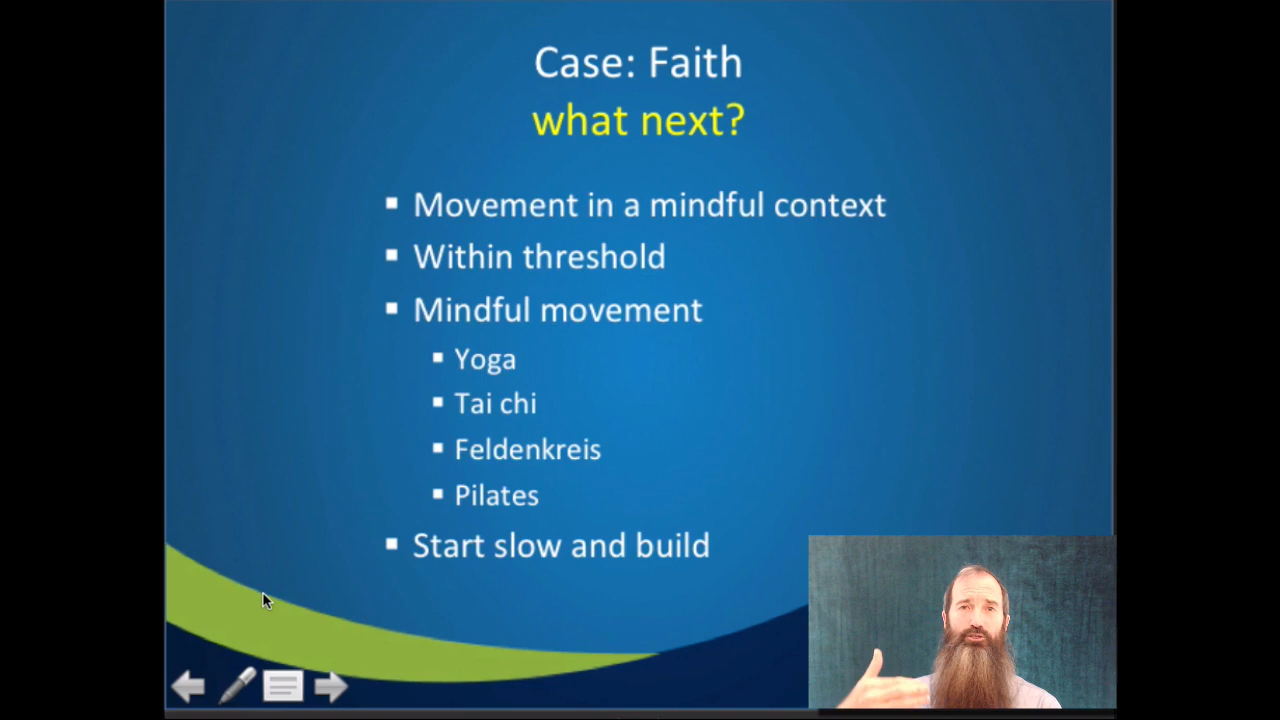 Case: Faith
what next?
Movement in a mindful context
Within threshold
Mindful movement
Yoga
Tai chi
Feldenkreis
Pilates
Start slow and build